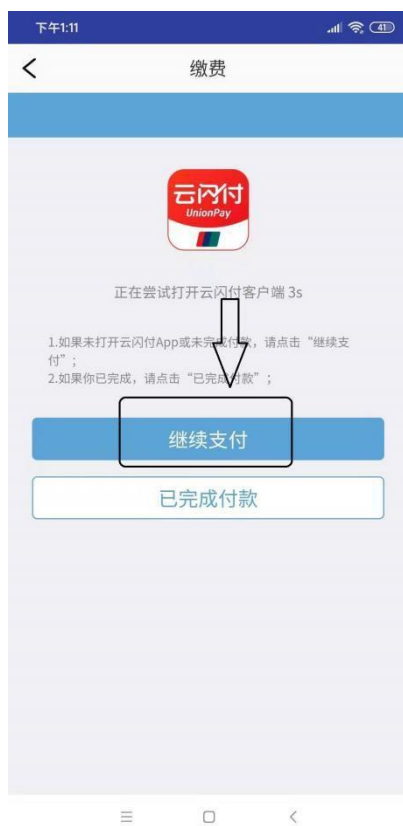 下午1:11
41
缴费
云闪付
UnionPay
正在尝试打开云闪付客户端 3s
1.如果未打开云闪付App或未完成付款，请点击“继续支
付”；
2.如果你已完成，请点击“已完成付款”；
继续支付
已完成付款